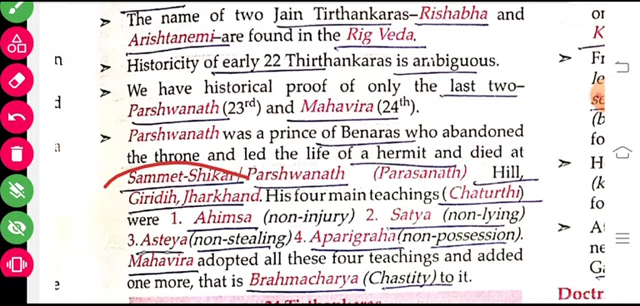 ➤ The name of two Jain Tirthankaras–Rishabha and
Arishtanemi–are found in the Rig Veda.
➤ Historicity of early 22 Thirthankaras is ambiguous.
➤ We have historical proof of only the last two–
Parshwanath (23rd) and Mahavira (24th).
➤ Parshwanath was a prince of Benaras who abandoned
the throne and led the life of a hermit and died at
Sammet-Shikar/ Parshwanath (Parasanath) Hill,
Giridih, Jharkhand. His four main teachings (Chaturthi)
were 1. Ahimsa (non-injury) 2. Satya (non-lying)
3. Asteya (non-stealing) 4. Aparigraha (non-possession).
Mahavira adopted all these four teachings and added
one more, that is Brahmacharya (Chastity) to it.
Doctr